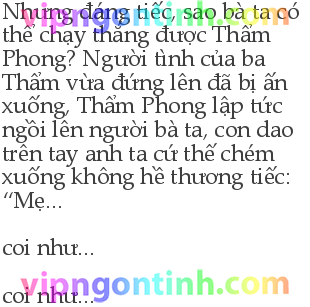 vipngontinh.com
Nhưng đáng tiếc, sao bà ta có
thể chạy thắng được Thẩm
Phong? Người tình của ba
Thẩm vừa đứng lên đã bị ấn
xuống, Thẩm Phong lập tức
ngồi lên người bà ta, con dao
trên tay anh ta cứ thế chém
xuống không hề thương tiếc:
“Mẹ...
coi như...
vipngontinh.com
coi như...